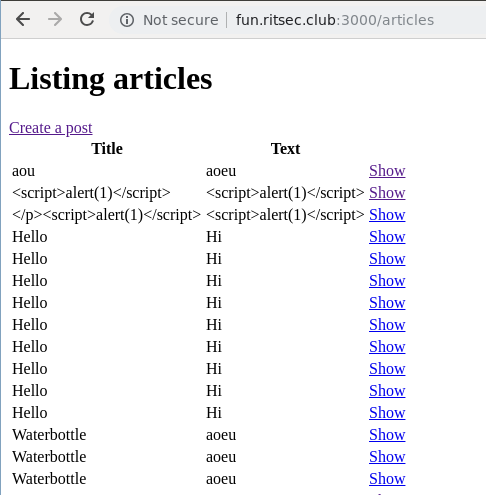 Not secure | fun.ritsec.club:3000/articles
Listing articles
Create a post
Title Text
aou aoeu Show
<script>alert(1)</script> <script>alert(1)</script> Show
</p><script>alert(1)</script> <script>alert(1)</script> Show
Hello Hi Show
Hello Hi Show
Hello Hi Show
Hello Hi Show
Hello Hi Show
Hello Hi Show
Hello Hi Show
Hello Hi Show
Hello Hi Show
Waterbottle aoeu Show
Waterbottle aoeu Show
Waterbottle aoeu Show